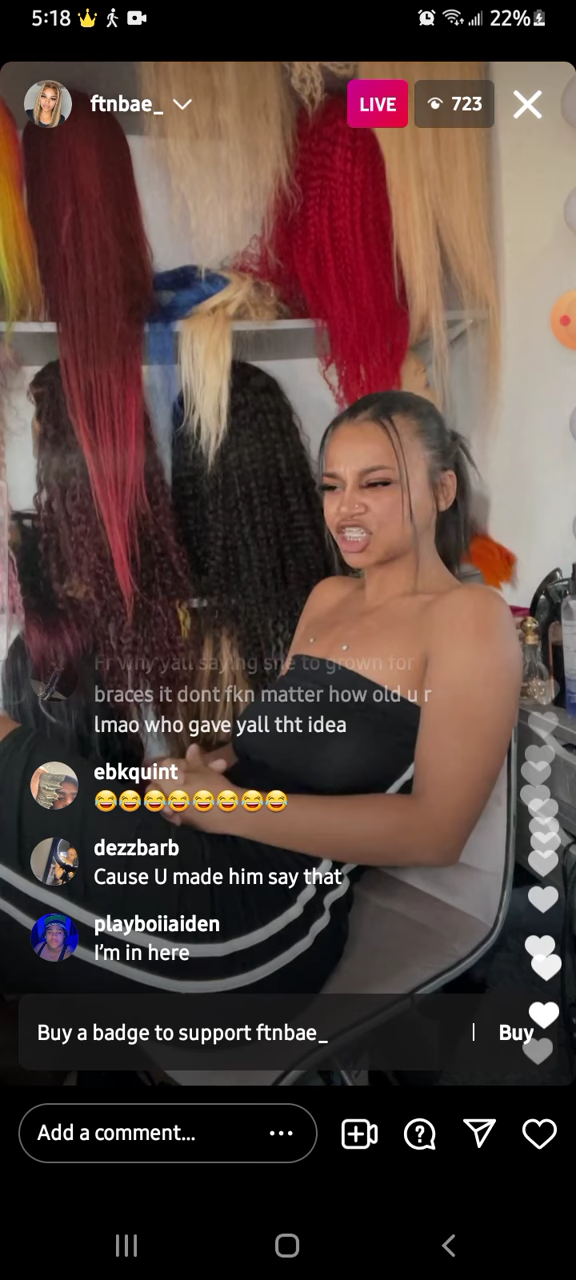 5:18
22%
ftnbae_
LIVE
723
Fr why yall saying she to grown for
braces it dont fkn matter how old u r
lmao who gave yall tht idea
ebkquint
😂😂😂😂😂😂😂😂
dezzbarb
Cause U made him say that
playboiiaiden
I'm in here
Buy a badge to support ftnbae_ | Buy
Add a comment...